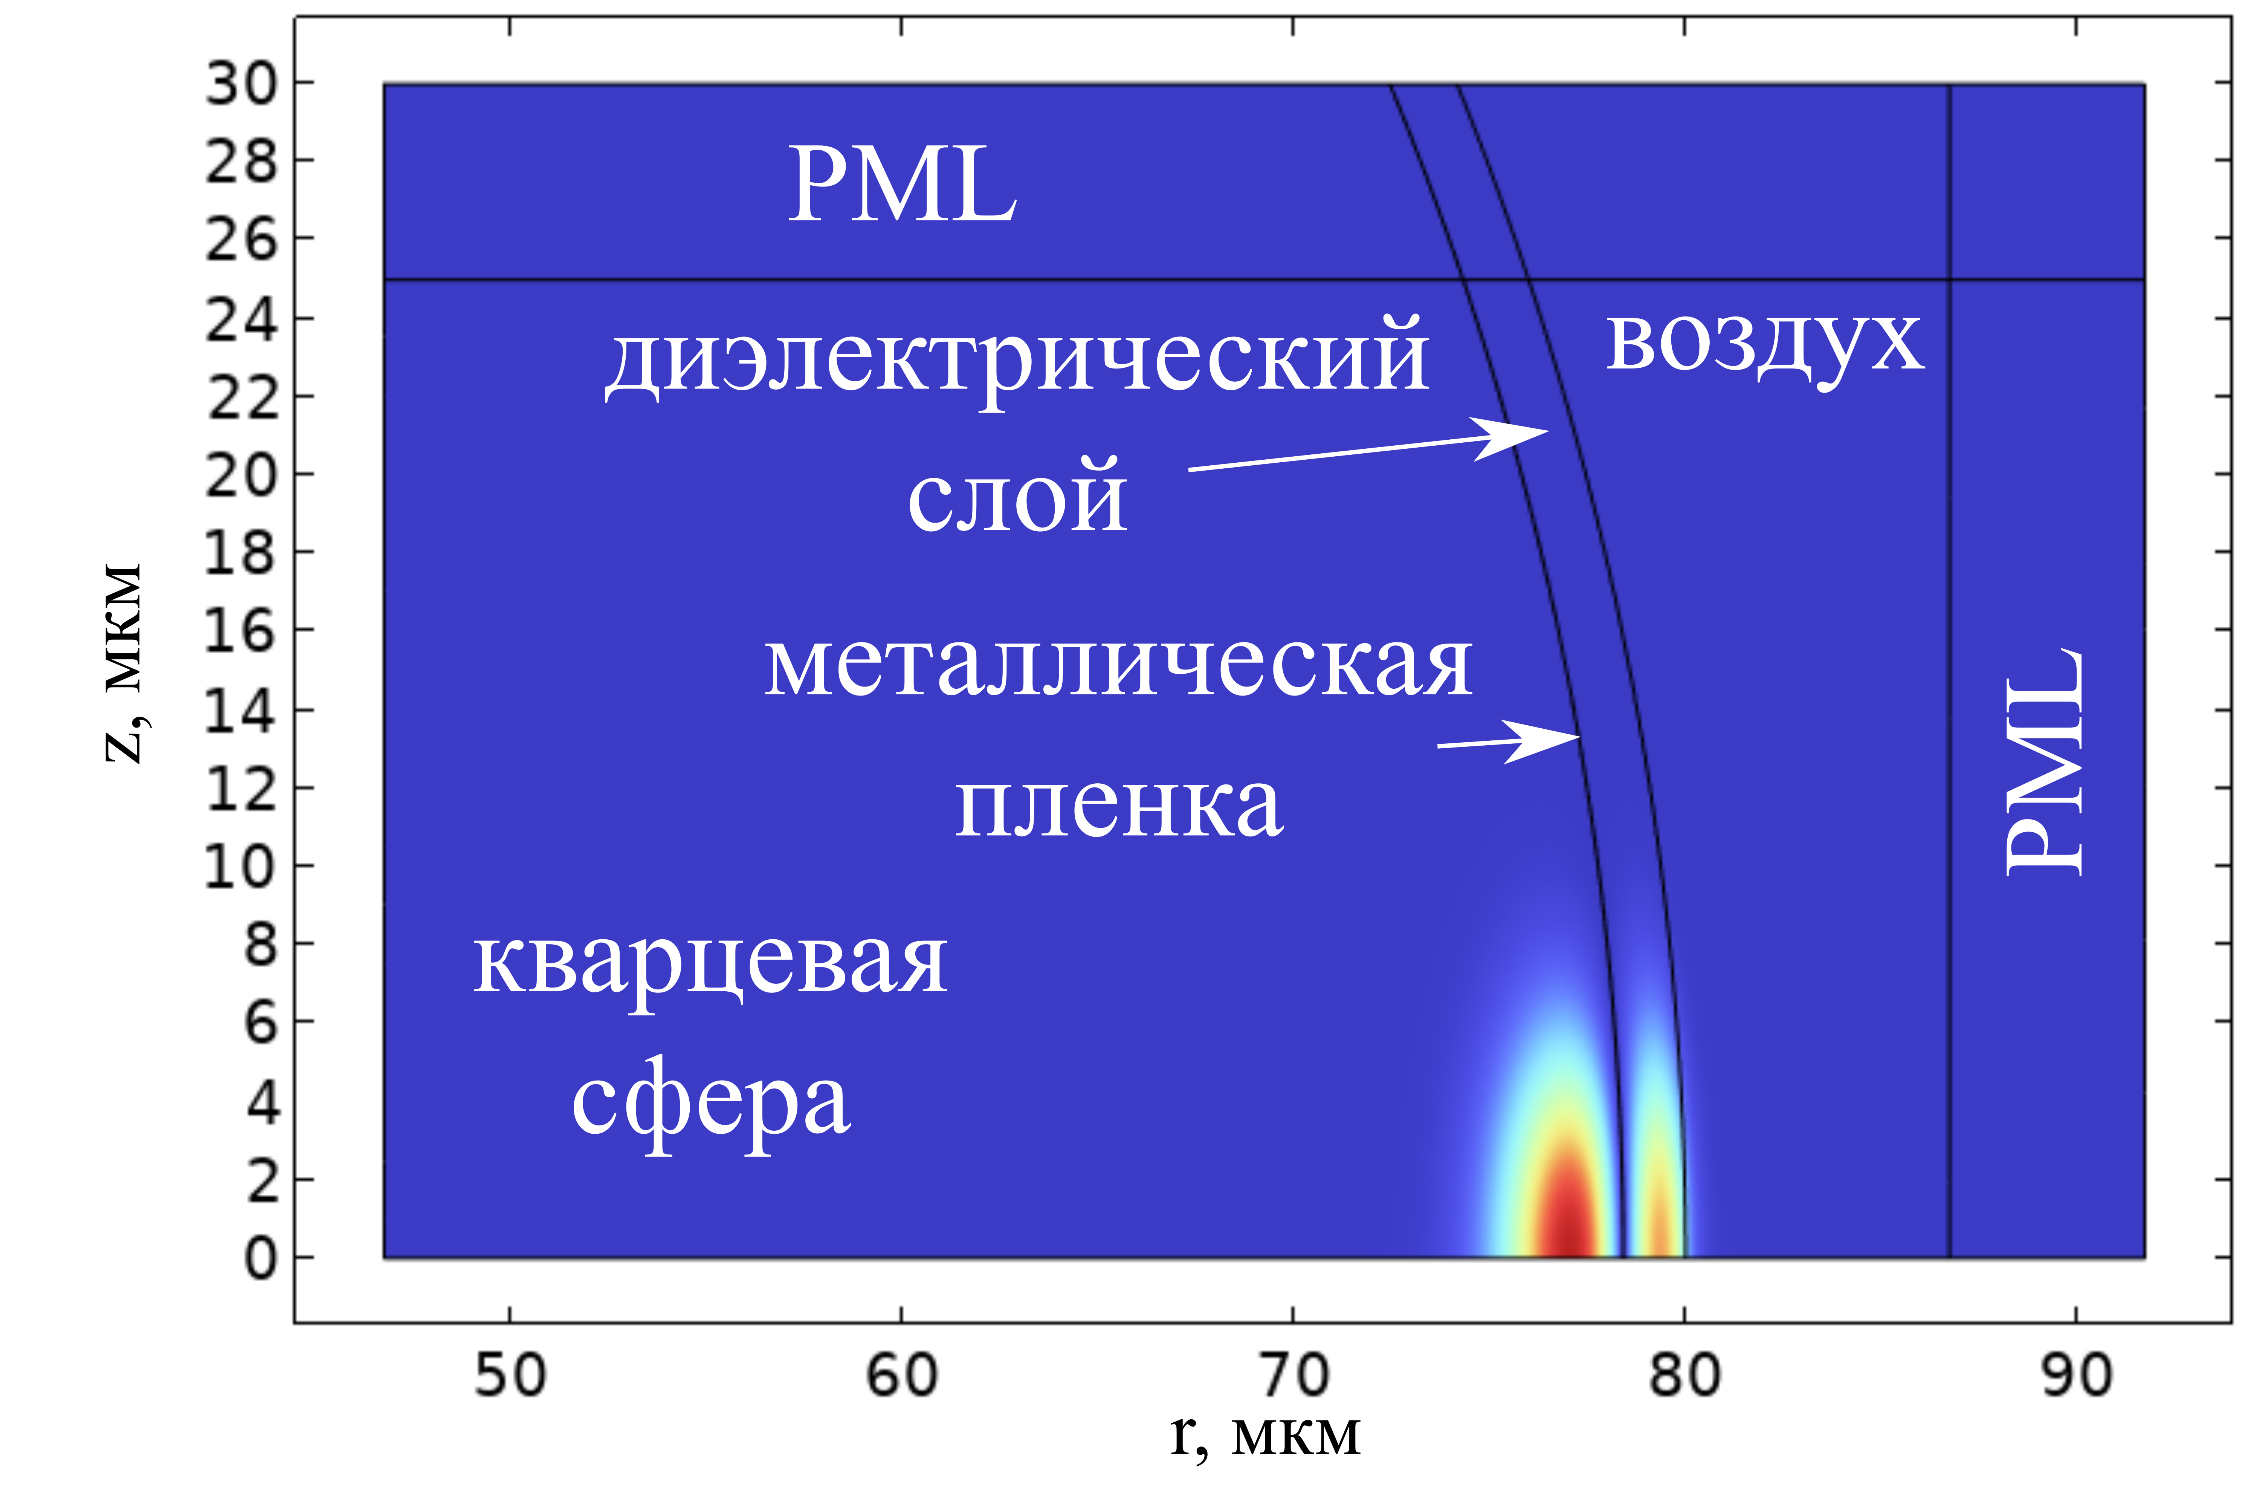 30
28
26
24
22
20
18
16
14
12
10
8
6
4
2
0
z, мкм
PML
диэлектрический
слой
воздух
металлическая
пленка
PML
кварцевая
сфера
50 60 70 80 90
r, мкм